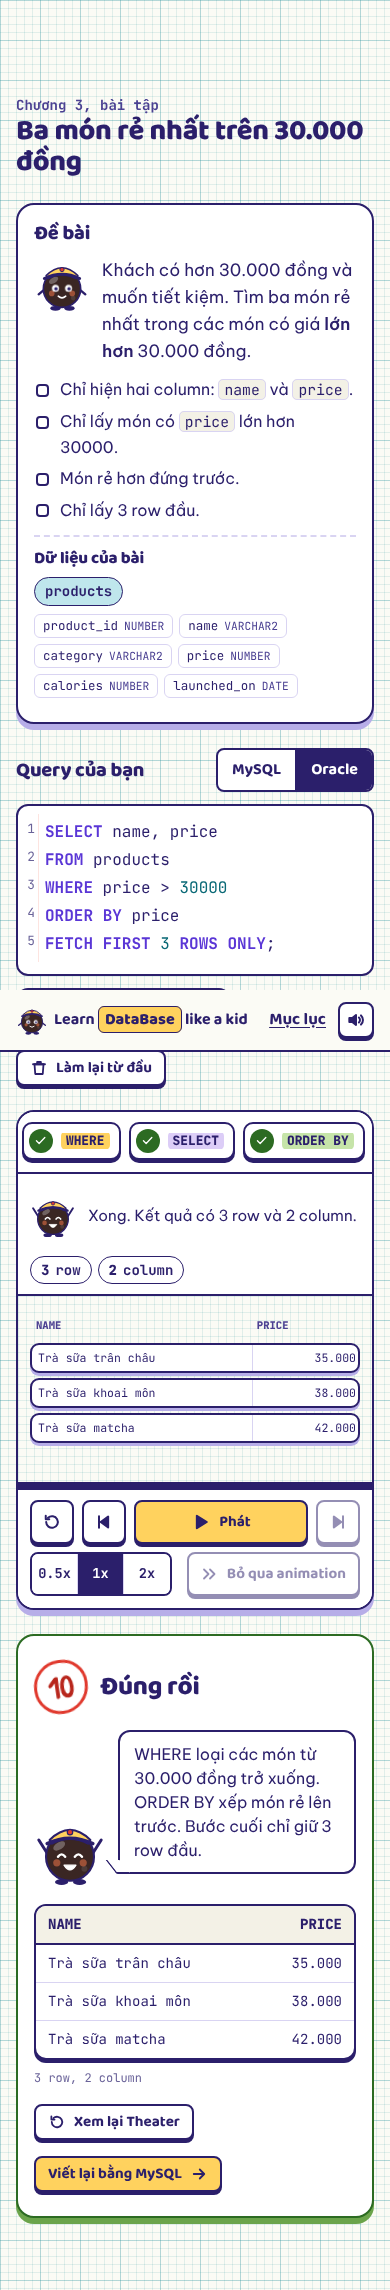 Chương 3, bài tập
Ba món rẻ nhất trên 30.000
đồng
Đề bài
Khách có hơn 30.000 đồng và
muốn tiết kiệm. Tìm ba món rẻ
nhất trong các món có giá lớn
hơn 30.000 đồng.
Chỉ hiện hai column: name và price.
Chỉ lấy món có price lớn hơn
30000.
Món rẻ hơn đứng trước.
Chỉ lấy 3 row đầu.
Dữ liệu của bài
products
product_id NUMBER name VARCHAR2
category VARCHAR2 price NUMBER
calories NUMBER launched_on DATE
Query của bạn MySQL Oracle
1 SELECT name, price
2 FROM products
3 WHERE price > 30000
4 ORDER BY price
5 FETCH FIRST 3 ROWS ONLY;
Learn DataBase like a kid Mục lục
Làm lại từ đầu
WHERE SELECT ORDER BY
Xong. Kết quả có 3 row và 2 column.
3 row 2 column
NAME PRICE
Trà sữa trân châu 35.000
Trà sữa khoai môn 38.000
Trà sữa matcha 42.000
Phát
0.5x 1x 2x Bỏ qua animation
10 Đúng rồi
WHERE loại các món từ
30.000 đồng trở xuống.
ORDER BY xếp món rẻ lên
trước. Bước cuối chỉ giữ 3
row đầu.
NAME PRICE
Trà sữa trân châu 35.000
Trà sữa khoai môn 38.000
Trà sữa matcha 42.000
3 row, 2 column
Xem lại Theater
Viết lại bằng MySQL